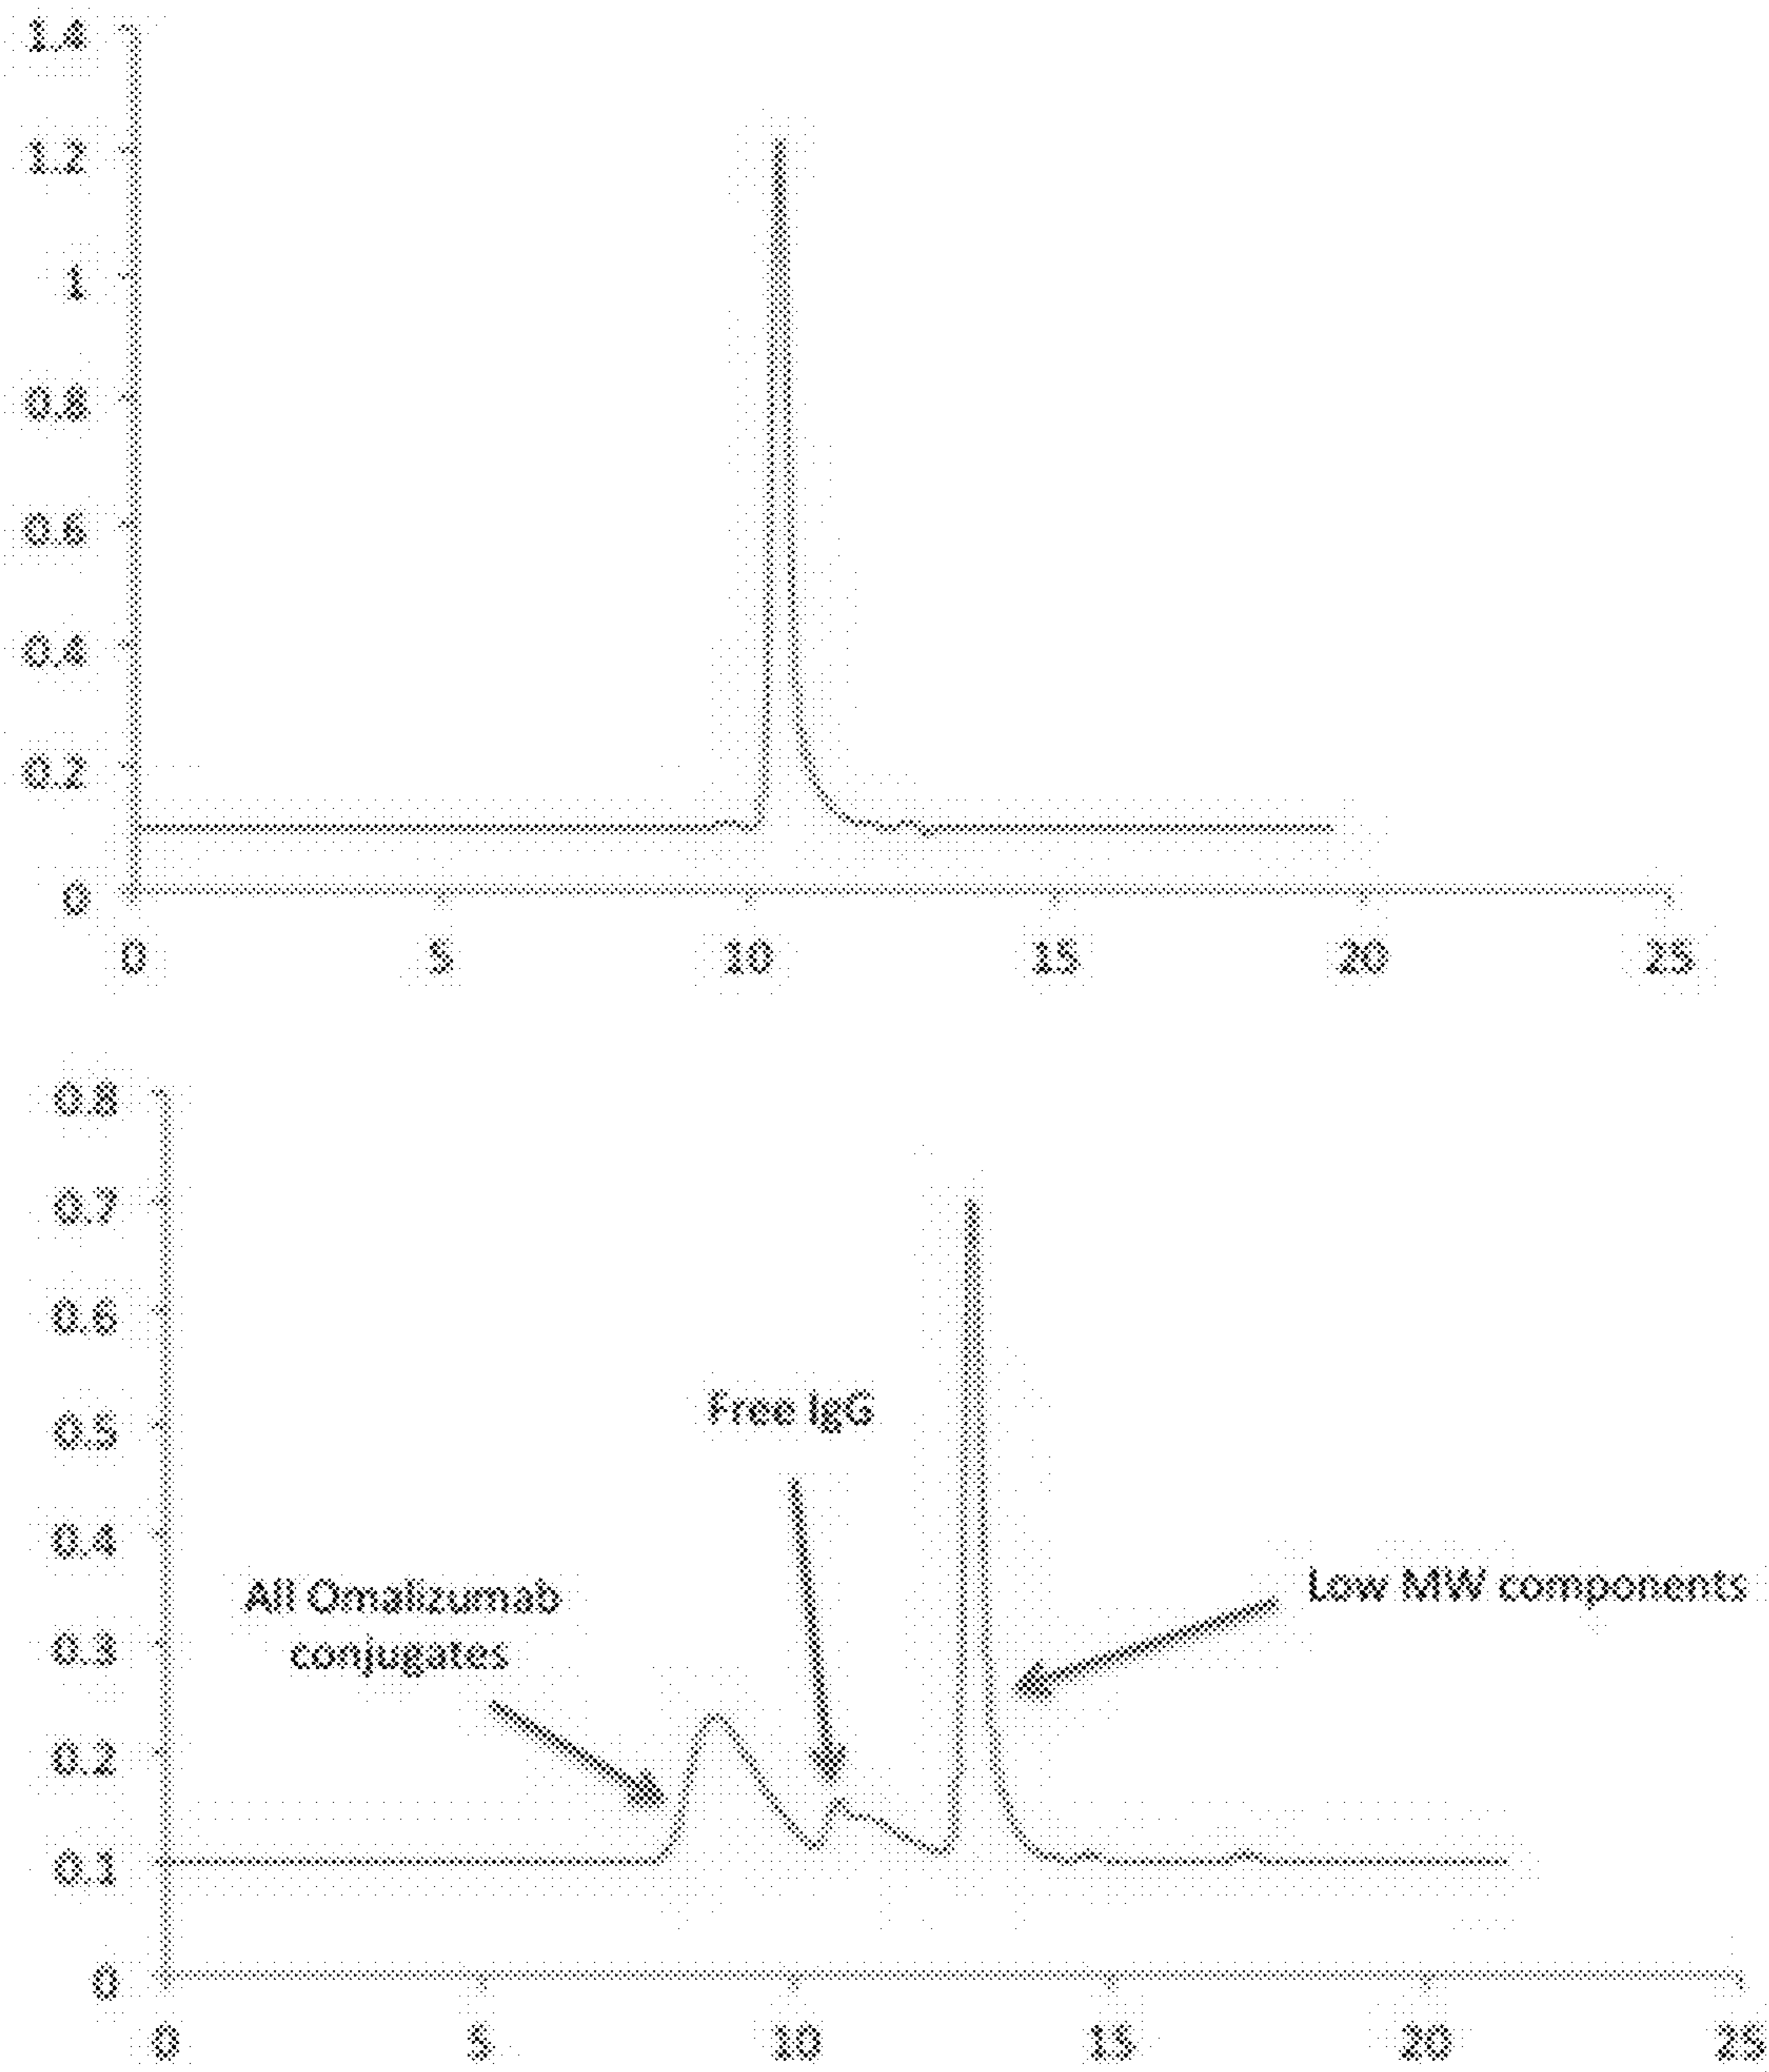 1.4
1.2
1
0.8
0.6
0.4
0.2
0
0 5 10 15 20 25
0.8
0.7
0.6
0.5
0.4
0.3
0.2
0.1
0
Free IgG
All Omalizumab
conjugates
Low MW components
0 5 10 15 20 25